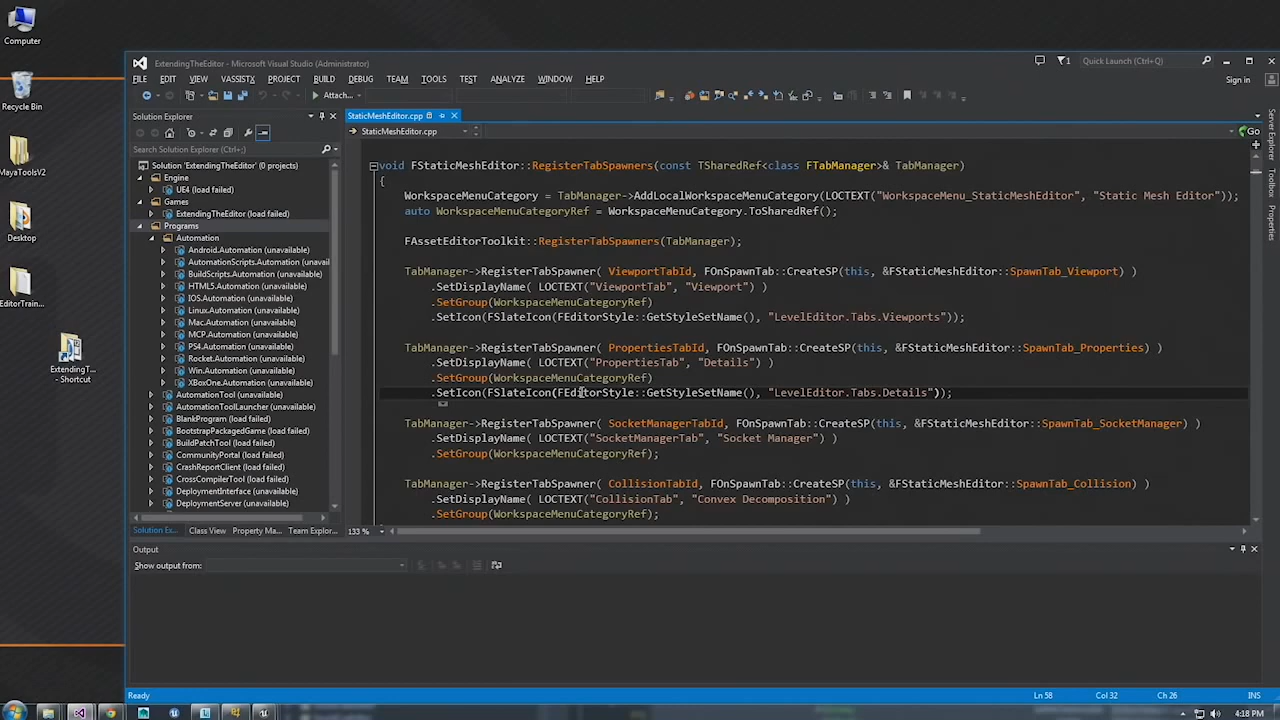 Computer
Recycle Bin
MayaToolsV2
Desktop
EditorTrain...
ExtendingT...
- Shortcut
ExtendingTheEditor - Microsoft Visual Studio (Administrator)
1
Quick Launch (Ctrl+Q)
FILE EDIT VIEW VASSISTX PROJECT BUILD DEBUG TEAM TOOLS TEST ANALYZE WINDOW HELP
Sign in
Attach...
Solution Explorer
StaticMeshEditor.cpp
StaticMeshEditor.cpp
Go
Search Solution Explorer (Ctrl+;)
Solution 'ExtendingTheEditor' (0 projects)
Engine
UE4 (load failed)
Games
ExtendingTheEditor (load failed)
Programs
Automation
Android.Automation (unavailable)
AutomationScripts.Automation (unavai
BuildScripts.Automation (unavailable)
HTML5.Automation (unavailable)
IOS.Automation (unavailable)
Linux.Automation (unavailable)
Mac.Automation (unavailable)
MCP.Automation (unavailable)
PS4.Automation (unavailable)
Rocket.Automation (unavailable)
Win.Automation (unavailable)
XBoxOne.Automation (unavailable)
AutomationTool (unavailable)
AutomationToolLauncher (unavailable)
BlankProgram (load failed)
BootstrapPackagedGame (load failed)
BuildPatchTool (load failed)
CommunityPortal (load failed)
CrashReportClient (load failed)
CrossCompilerTool (load failed)
DeploymentInterface (unavailable)
DeploymentServer (unavailable)
Solution Ex... Class View Property Ma... Team Explor...
void FStaticMeshEditor::RegisterTabSpawners(const TSharedRef<class FTabManager>& TabManager)
{
WorkspaceMenuCategory = TabManager->AddLocalWorkspaceMenuCategory(LOCTEXT("WorkspaceMenu_StaticMeshEditor", "Static Mesh Editor"));
auto WorkspaceMenuCategoryRef = WorkspaceMenuCategory.ToSharedRef();
FAssetEditorToolkit::RegisterTabSpawners(TabManager);
TabManager->RegisterTabSpawner( ViewportTabId, FOnSpawnTab::CreateSP(this, &FStaticMeshEditor::SpawnTab_Viewport) )
.SetDisplayName( LOCTEXT("ViewportTab", "Viewport") )
.SetGroup(WorkspaceMenuCategoryRef)
.SetIcon(FSlateIcon(FEditorStyle::GetStyleSetName(), "LevelEditor.Tabs.Viewports"));
TabManager->RegisterTabSpawner( PropertiesTabId, FOnSpawnTab::CreateSP(this, &FStaticMeshEditor::SpawnTab_Properties) )
.SetDisplayName( LOCTEXT("PropertiesTab", "Details") )
.SetGroup(WorkspaceMenuCategoryRef)
.SetIcon(FSlateIcon(FEditorStyle::GetStyleSetName(), "LevelEditor.Tabs.Details"));
TabManager->RegisterTabSpawner( SocketManagerTabId, FOnSpawnTab::CreateSP(this, &FStaticMeshEditor::SpawnTab_SocketManager) )
.SetDisplayName( LOCTEXT("SocketManagerTab", "Socket Manager") )
.SetGroup(WorkspaceMenuCategoryRef);
TabManager->RegisterTabSpawner( CollisionTabId, FOnSpawnTab::CreateSP(this, &FStaticMeshEditor::SpawnTab_Collision) )
.SetDisplayName( LOCTEXT("CollisionTab", "Convex Decomposition") )
.SetGroup(WorkspaceMenuCategoryRef);
133 %
Server Explorer
Toolbox
Properties
Output
Show output from:
Ready
Ln 58
Col 32
Ch 26
INS
4:18 PM